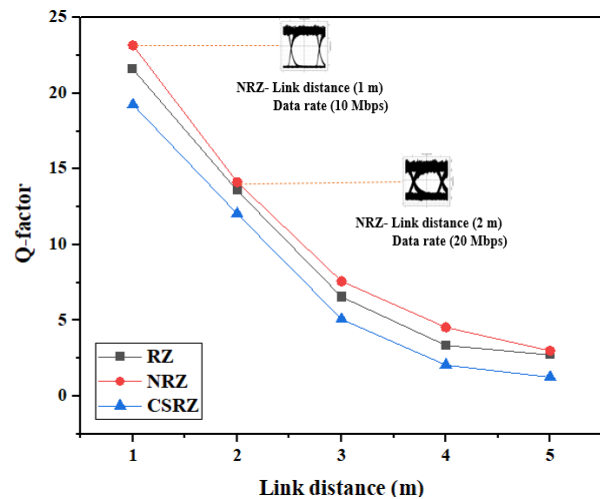 25
20
15
10
5
0
Q-factor
NRZ- Link distance (1 m)
Data rate (10 Mbps)
NRZ- Link distance (2 m)
Data rate (20 Mbps)
RZ
NRZ
CSRZ
1 2 3 4 5
Link distance (m)